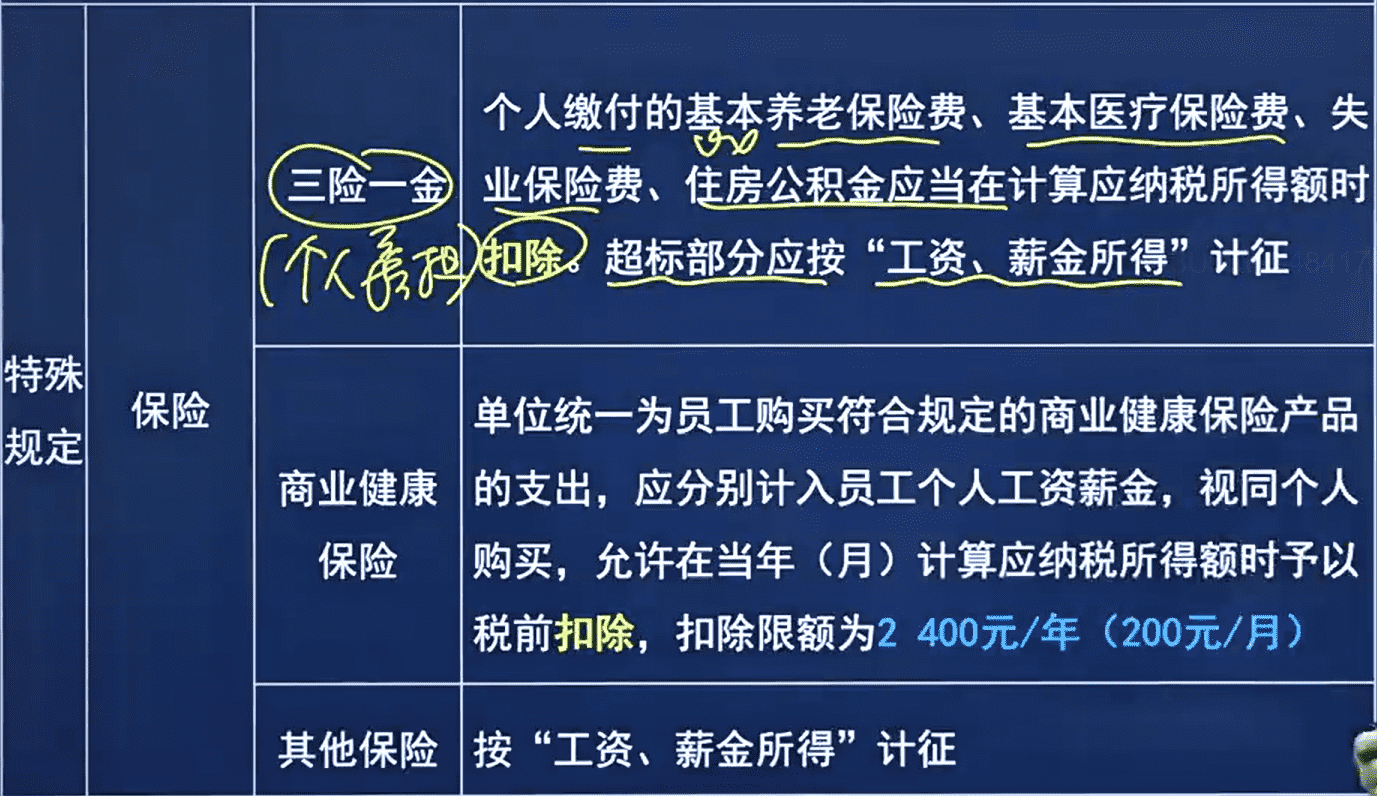 特殊
规定
保险
三险一金
(个人承担)
个人缴付的基本养老保险费、基本医疗保险费、失
业保险费、住房公积金应当在计算应纳税所得额时
扣除。超标部分应按“工资、薪金所得”计征
商业健康
保险
单位统一为员工购买符合规定的商业健康保险产品
的支出，应分别计入员工个人工资薪金，视同个人
购买，允许在当年（月）计算应纳税所得额时予以
税前扣除，扣除限额为2 400元/年（200元/月）
其他保险
按“工资、薪金所得”计征